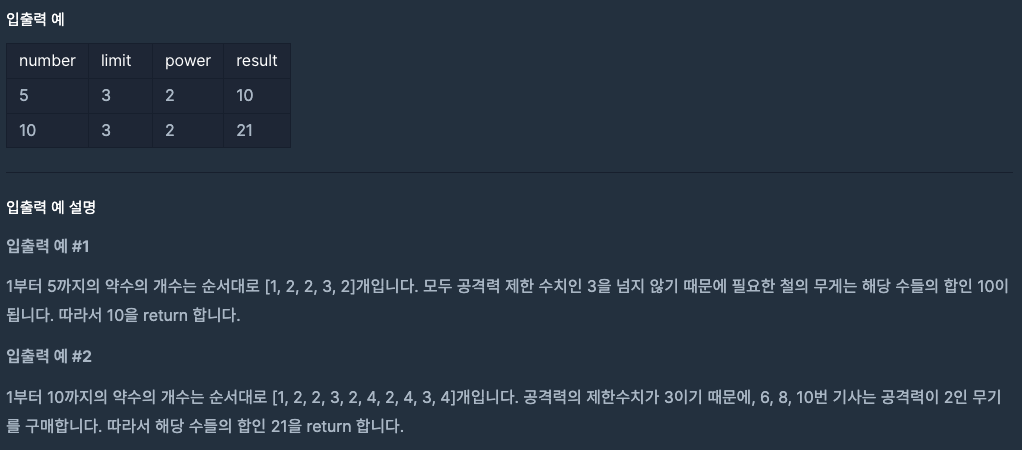 입출력 예
number limit power result
5 3 2 10
10 3 2 21
입출력 예 설명
입출력 예 #1
1부터 5까지의 약수의 개수는 순서대로 [1, 2, 2, 3, 2]개입니다. 모두 공격력 제한 수치인 3을 넘지 않기 때문에 필요한 철의 무게는 해당 수들의 합인 10이
됩니다. 따라서 10을 return 합니다.
입출력 예 #2
1부터 10까지의 약수의 개수는 순서대로 [1, 2, 2, 3, 2, 4, 2, 4, 3, 4]개입니다. 공격력의 제한수치가 3이기 때문에, 6, 8, 10번 기사는 공격력이 2인 무기
를 구매합니다. 따라서 해당 수들의 합인 21을 return 합니다.